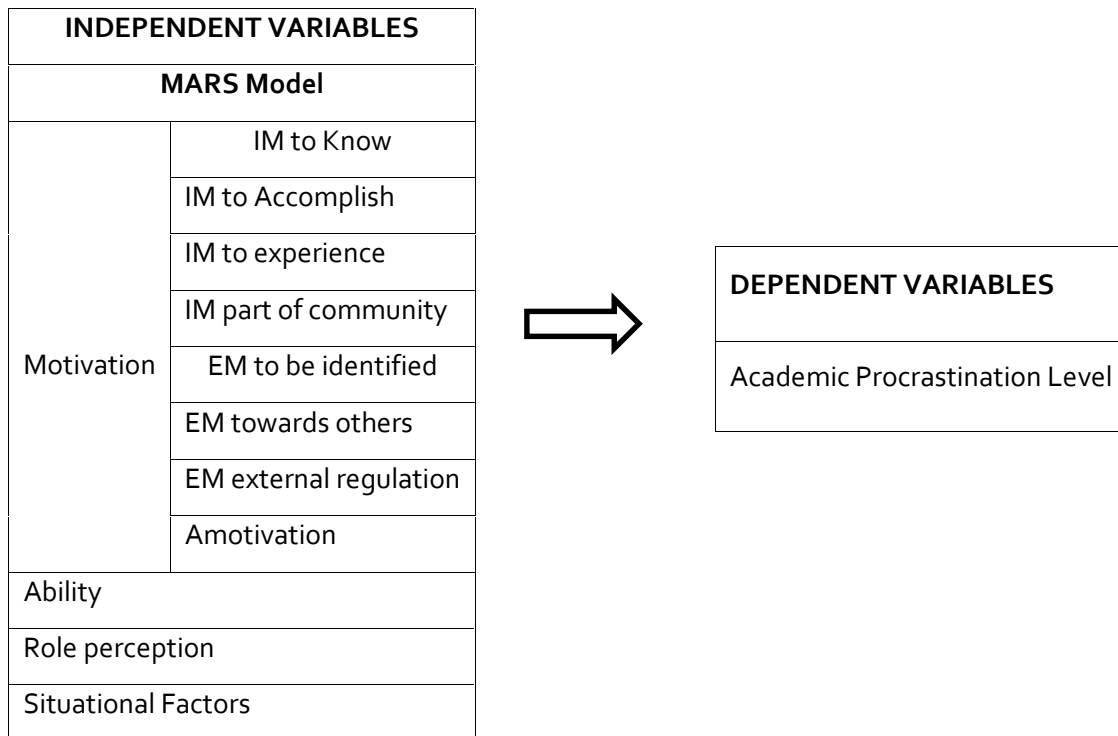 INDEPENDENT VARIABLES
MARS Model
Motivation
IM to Know
IM to Accomplish
IM to experience
IM part of community
EM to be identified
EM towards others
EM external regulation
Amotivation
Ability
Role perception
Situational Factors
DEPENDENT VARIABLES
Academic Procrastination Level